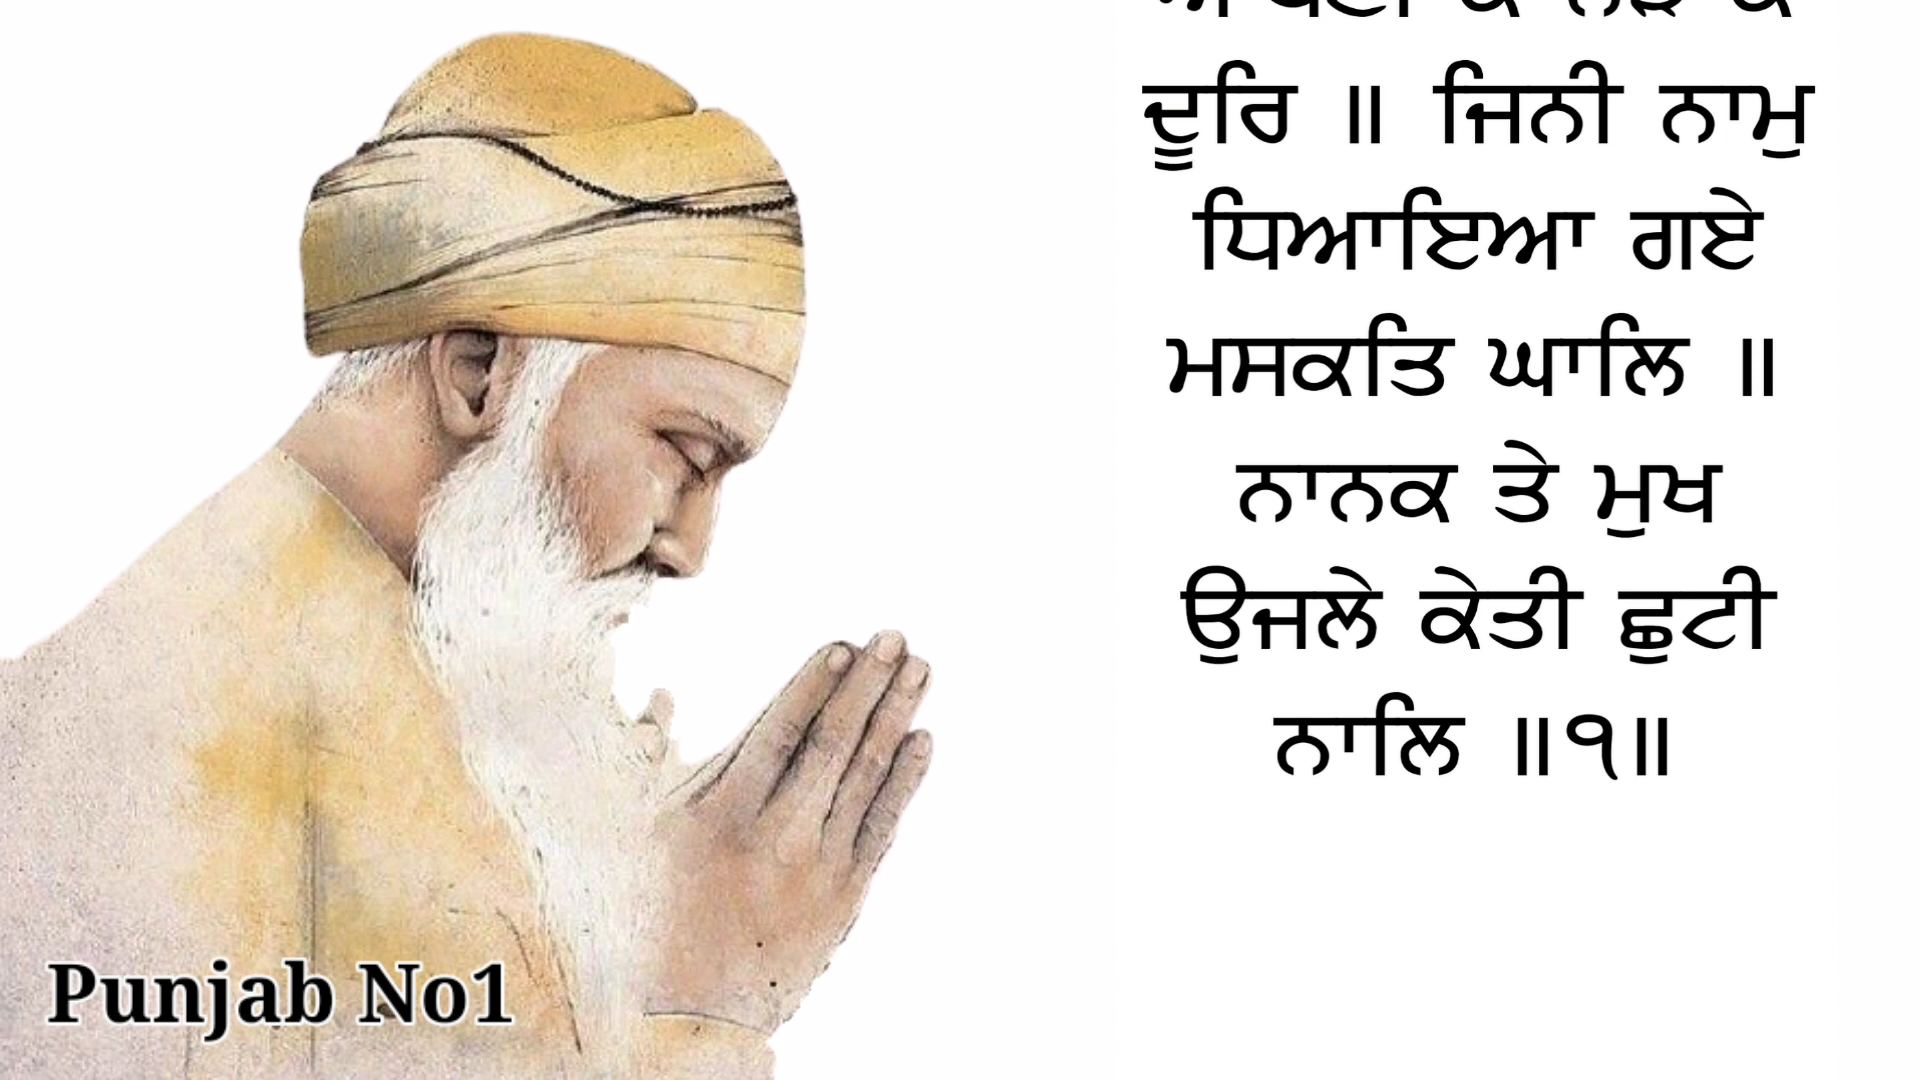 ਦੂਰਿ ॥ ਜਿਨੀ ਨਾਮੁ
ਧਿਆਇਆ ਗਏ
ਮਸਕਤਿ ਘਾਲਿ ॥
ਨਾਨਕ ਤੇ ਮੁਖ
ਉਜਲੇ ਕੇਤੀ ਛੁਟੀ
ਨਾਲਿ ॥੧॥
Punjab No1